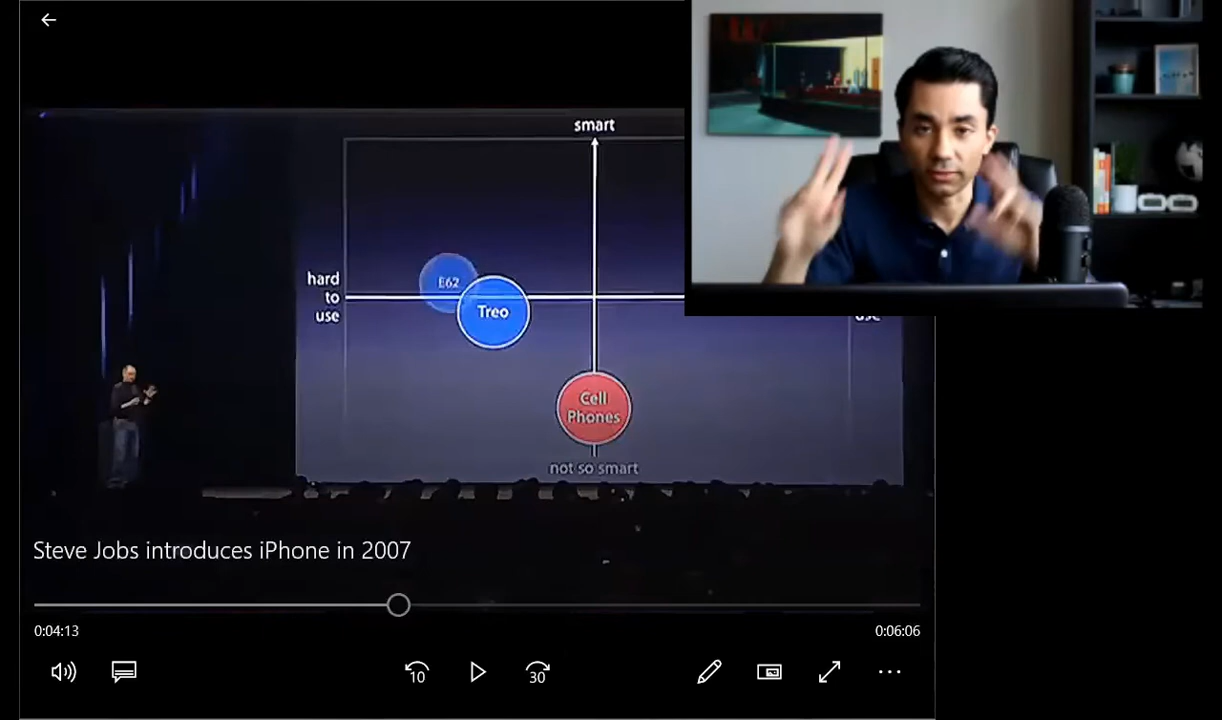 smart
hard
to
use
E62
Treo
use
Cell
Phones
not so smart
Steve Jobs introduces iPhone in 2007
0:04:13
0:06:06
10
30